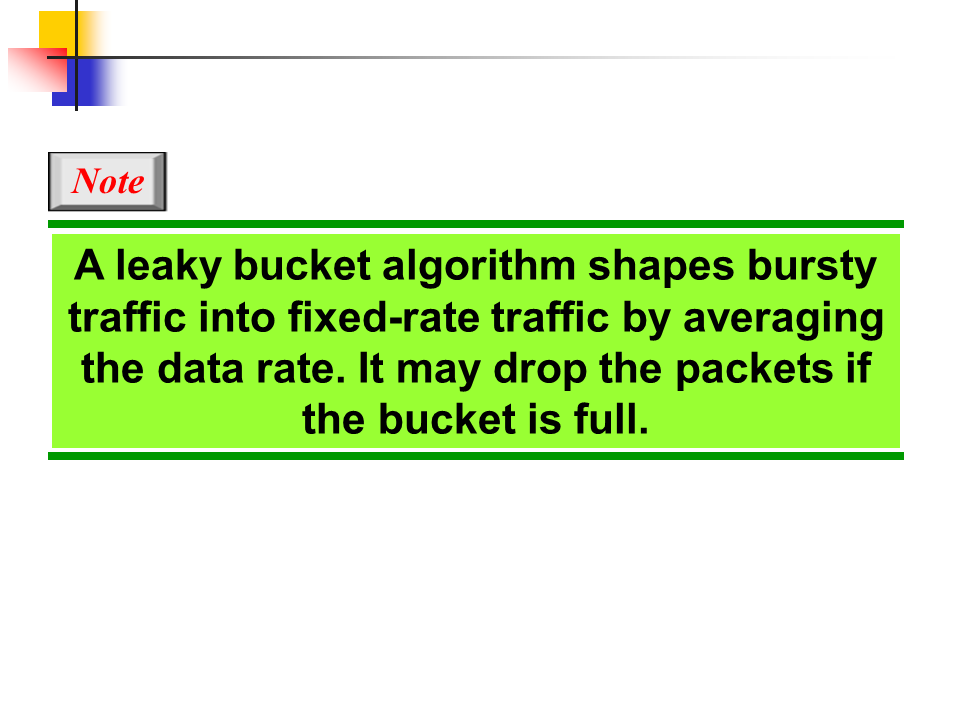 Note
A leaky bucket algorithm shapes bursty
traffic into fixed-rate traffic by averaging
the data rate. It may drop the packets if
the bucket is full.